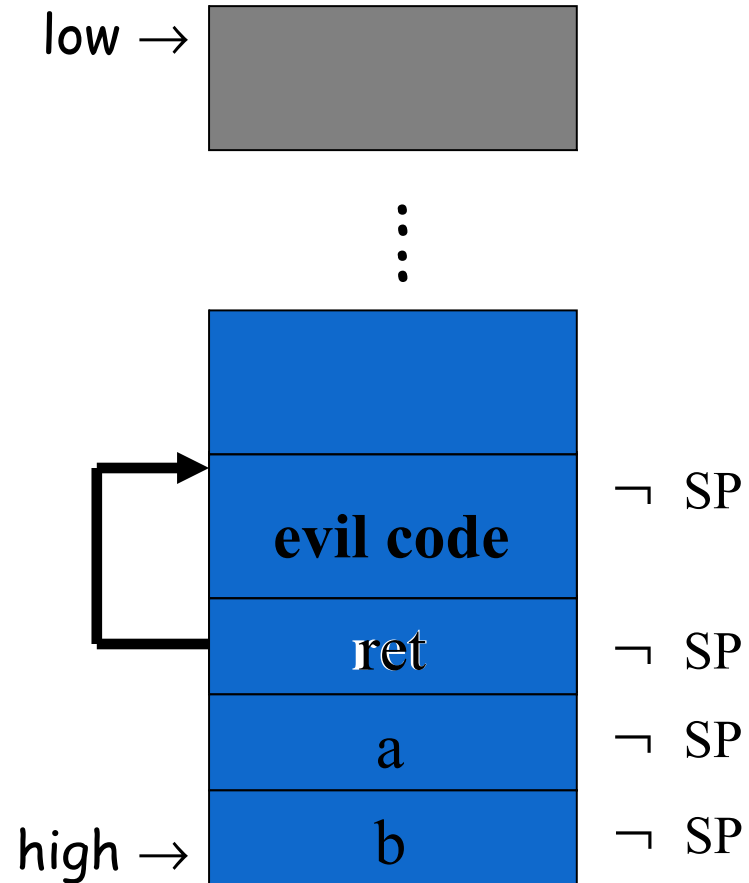 low →
evil code
¬ SP
ret
¬ SP
a
¬ SP
high →
b
¬ SP